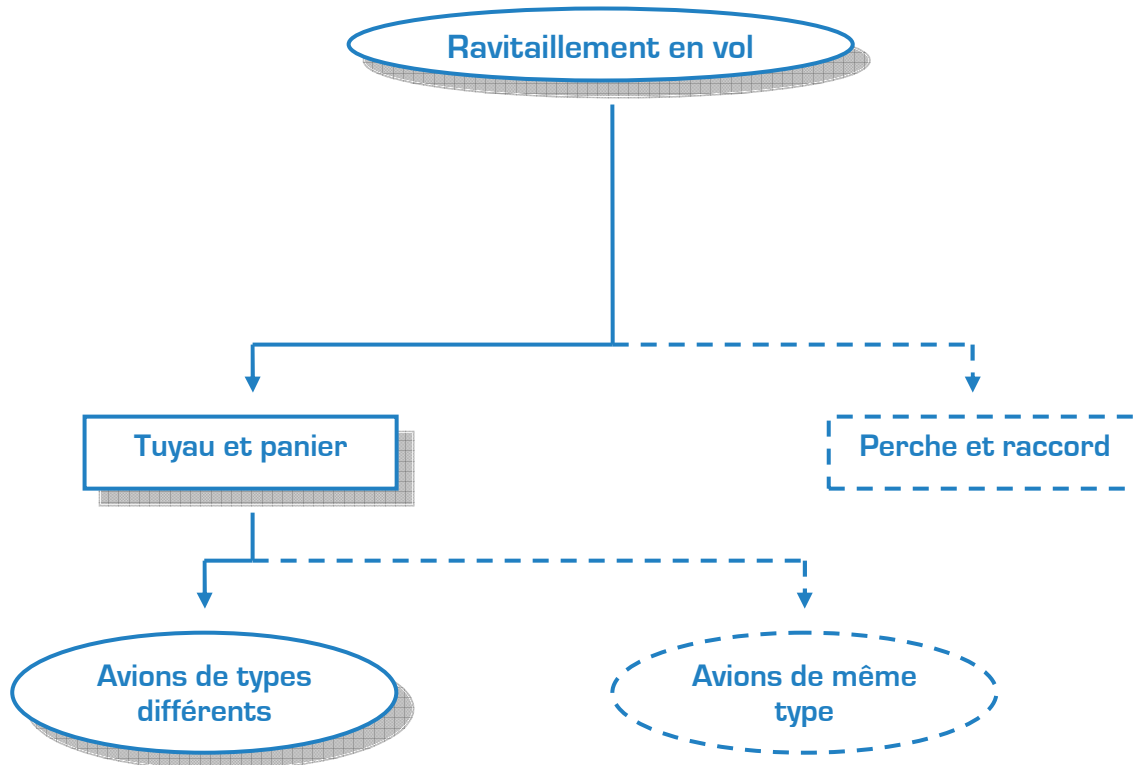 Ravitaillement en vol
Tuyau et panier
Perche et raccord
Avions de types
différents
Avions de même
type